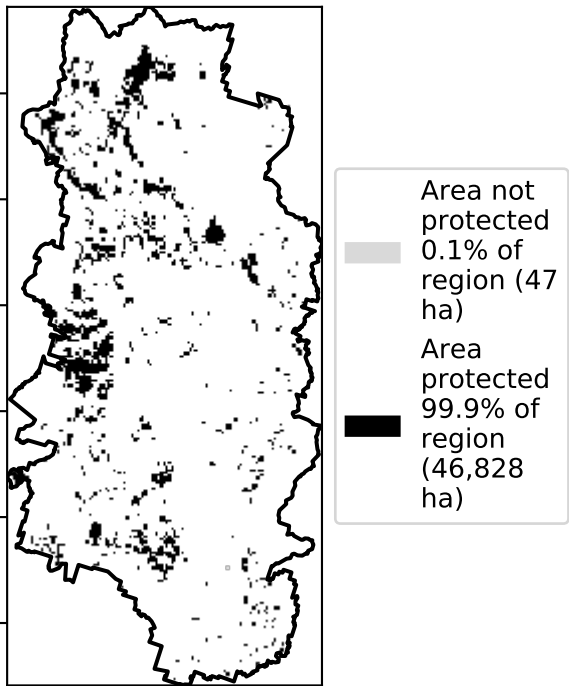 Area not
protected
0.1% of
region (47
ha)
Area
protected
99.9% of
region
(46,828
ha)